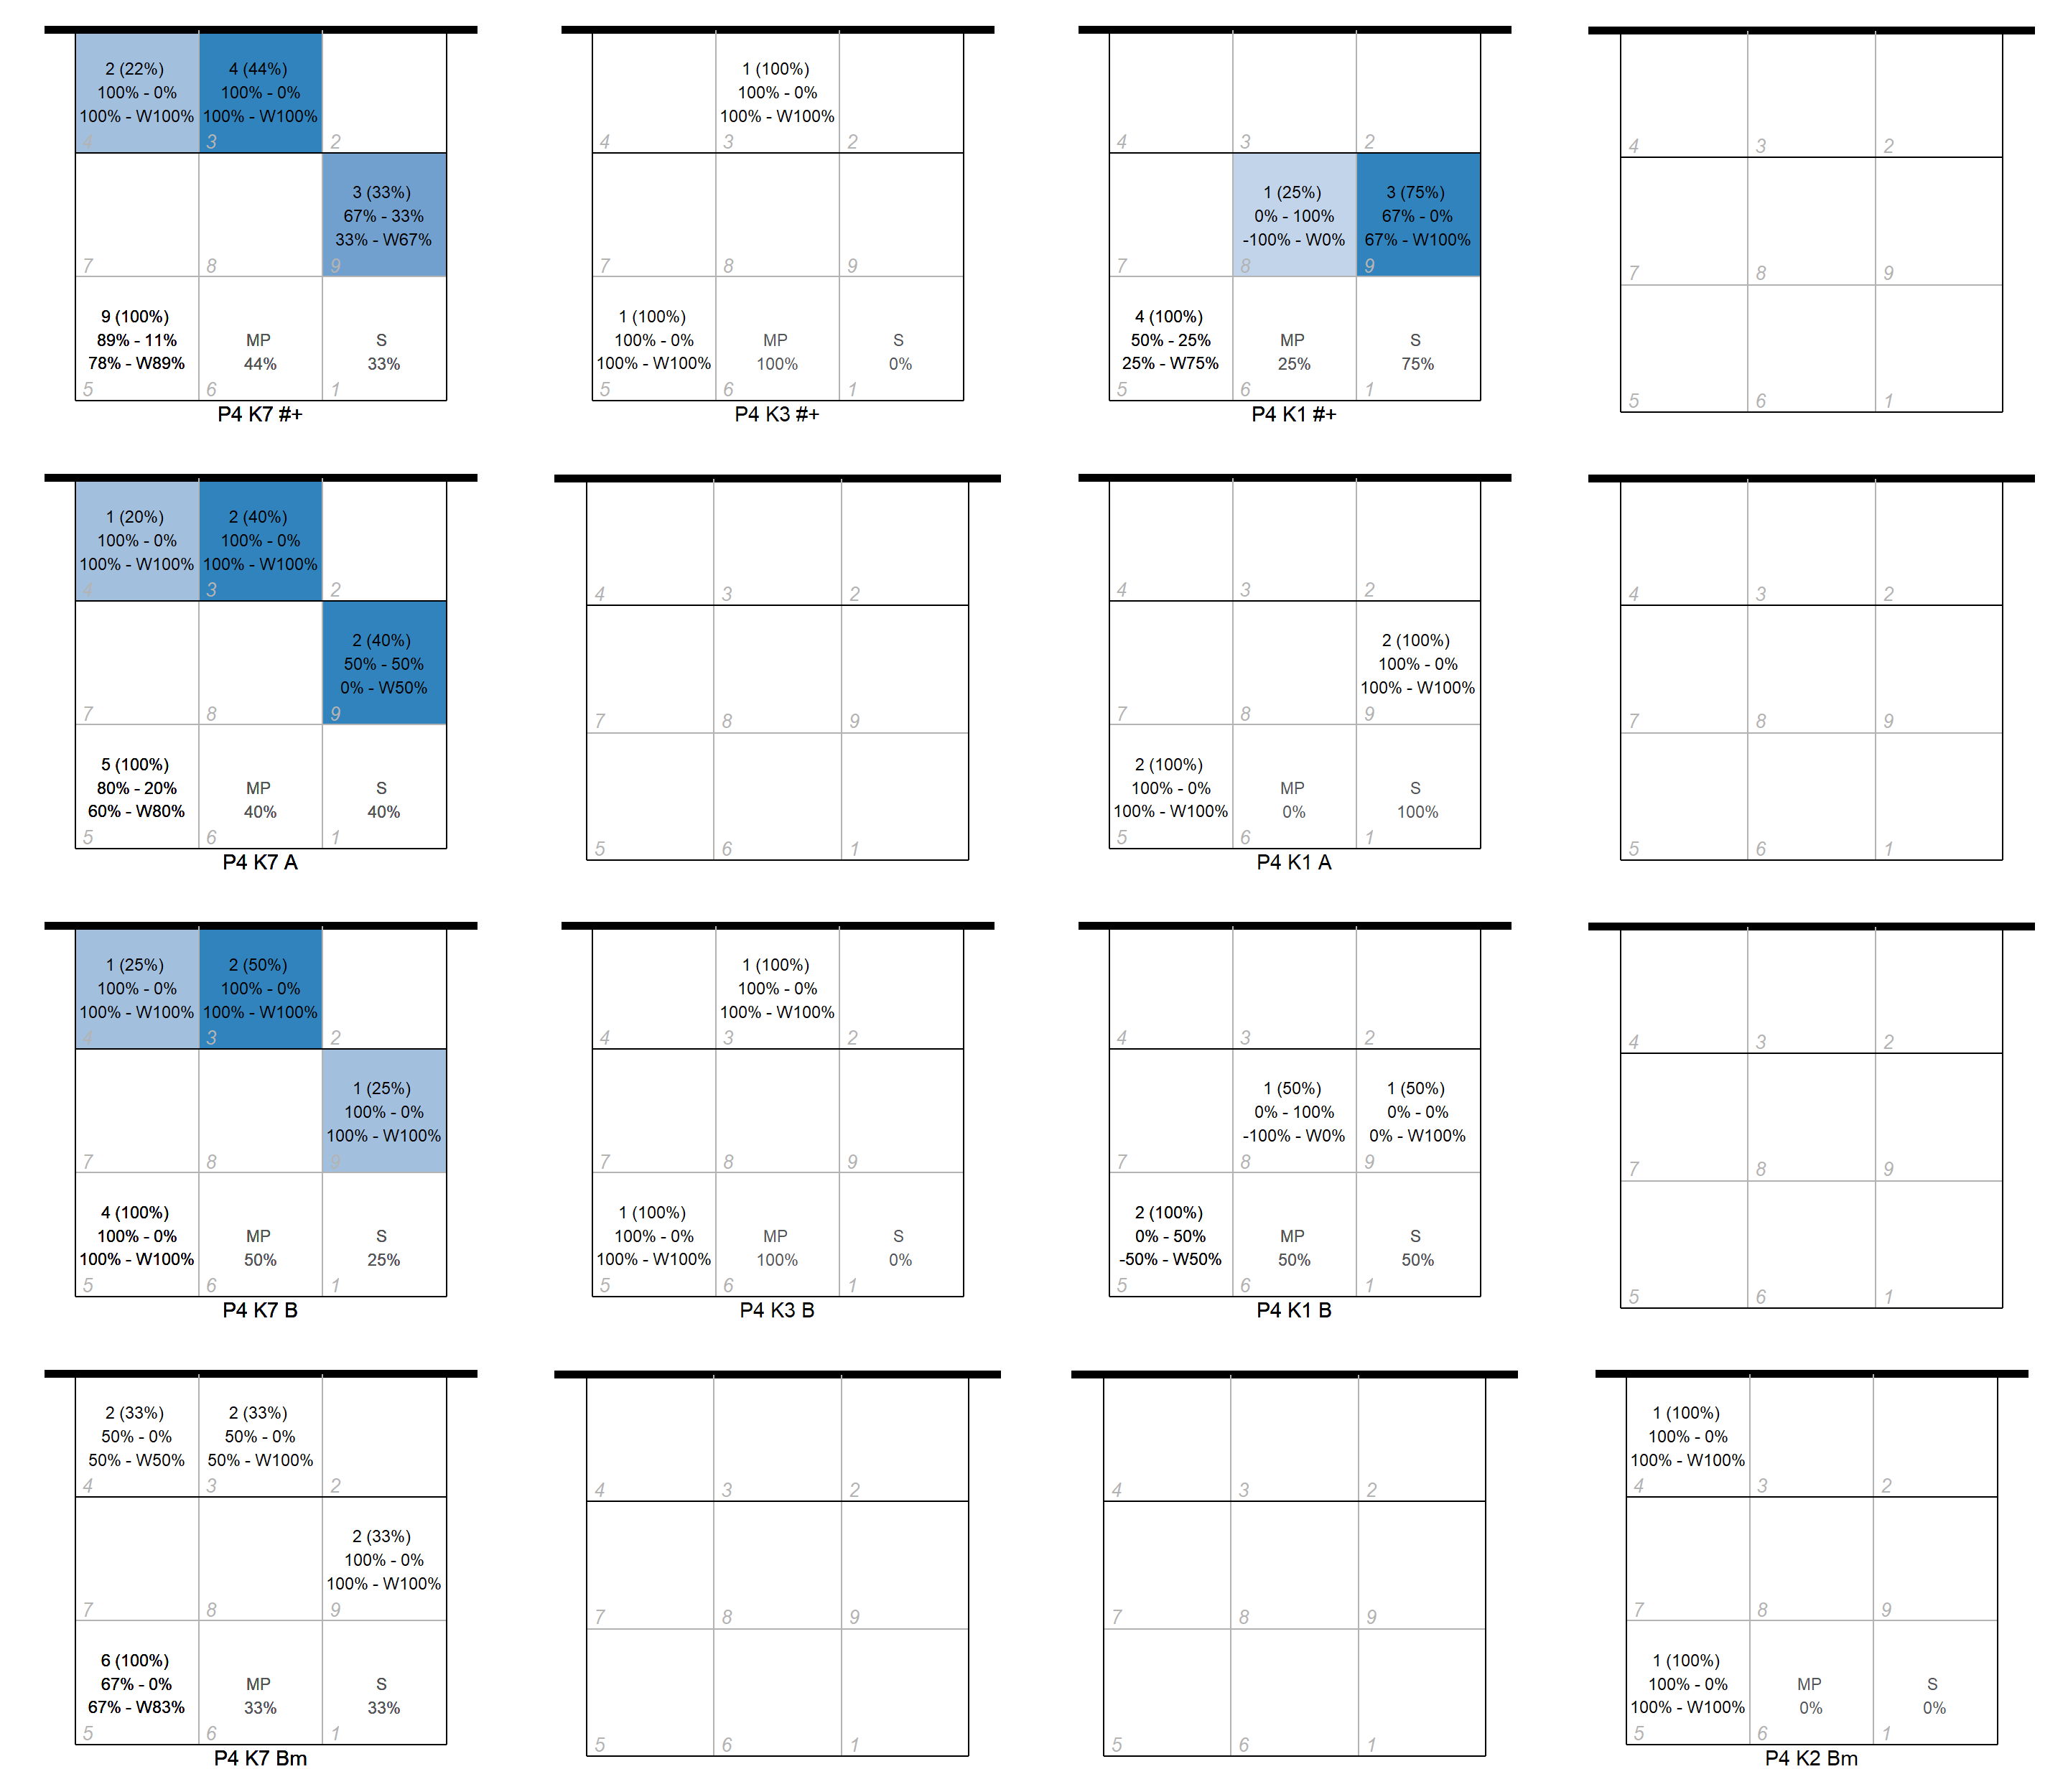 2 (22%)
100% - 0%
100% - W100%
4
4 (44%)
100% - 0%
100% - W100%
3
2
7
8
3 (33%)
67% - 33%
33% - W67%
9
9 (100%)
89% - 11%
78% - W89%
5
MP
44%
6
S
33%
1
P4 K7 #+
4
1 (100%)
100% - 0%
100% - W100%
3
2
7
8
9
1 (100%)
100% - 0%
100% - W100%
5
MP
100%
6
S
0%
1
P4 K3 #+
4
3
2
7
1 (25%)
0% - 100%
-100% - W0%
8
3 (75%)
67% - 0%
67% - W100%
9
4 (100%)
50% - 25%
25% - W75%
5
MP
25%
6
S
75%
1
P4 K1 #+
4
3
2
7
8
9
5
6
1
1 (20%)
100% - 0%
100% - W100%
4
2 (40%)
100% - 0%
100% - W100%
3
2
7
8
2 (40%)
50% - 50%
0% - W50%
9
5 (100%)
80% - 20%
60% - W80%
5
MP
40%
6
S
40%
1
P4 K7 A
4
3
2
7
8
9
5
6
1
4
3
2
7
8
2 (100%)
100% - 0%
100% - W100%
9
2 (100%)
100% - 0%
100% - W100%
5
MP
0%
6
S
100%
1
P4 K1 A
4
3
2
7
8
9
5
6
1
1 (25%)
100% - 0%
100% - W100%
4
2 (50%)
100% - 0%
100% - W100%
3
2
7
8
1 (25%)
100% - 0%
100% - W100%
9
4 (100%)
100% - 0%
100% - W100%
5
MP
50%
6
S
25%
1
P4 K7 B
4
1 (100%)
100% - 0%
100% - W100%
3
2
7
8
9
1 (100%)
100% - 0%
100% - W100%
5
MP
100%
6
S
0%
1
P4 K3 B
4
3
2
7
1 (50%)
0% - 100%
-100% - W0%
8
1 (50%)
0% - 0%
0% - W100%
9
2 (100%)
0% - 50%
-50% - W50%
5
MP
50%
6
S
50%
1
P4 K1 B
4
3
2
7
8
9
5
6
1
2 (33%)
50% - 0%
50% - W50%
4
2 (33%)
50% - 0%
50% - W100%
3
2
7
8
2 (33%)
100% - 0%
100% - W100%
9
6 (100%)
67% - 0%
67% - W83%
5
MP
33%
6
S
33%
1
P4 K7 Bm
4
3
2
7
8
9
5
6
1
4
3
2
7
8
9
5
6
1
1 (100%)
100% - 0%
100% - W100%
4
3
2
7
8
9
1 (100%)
100% - 0%
100% - W100%
5
MP
0%
6
S
0%
1
P4 K2 Bm